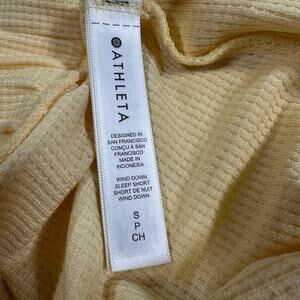 ATHLETA
DESIGNED IN
SAN FRANCISCO
CONÇU À SAN
FRANCISCO
MADE IN
INDONESIA
WIND DOWN
SLEEP SHORT
SHORT DE NUIT
WIND DOWN
S
P
CH